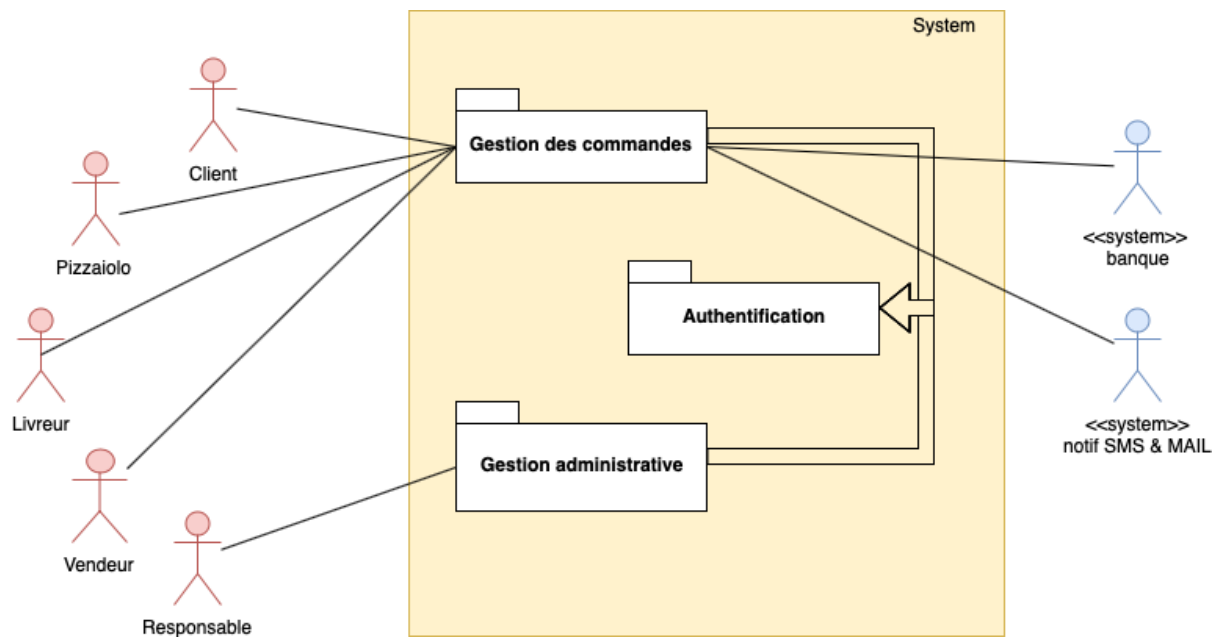 System
Client
Gestion des commandes
Pizzaiolo
<<system>>
banque
Authentification
Livreur
<<system>>
notif SMS & MAIL
Gestion administrative
Vendeur
Responsable